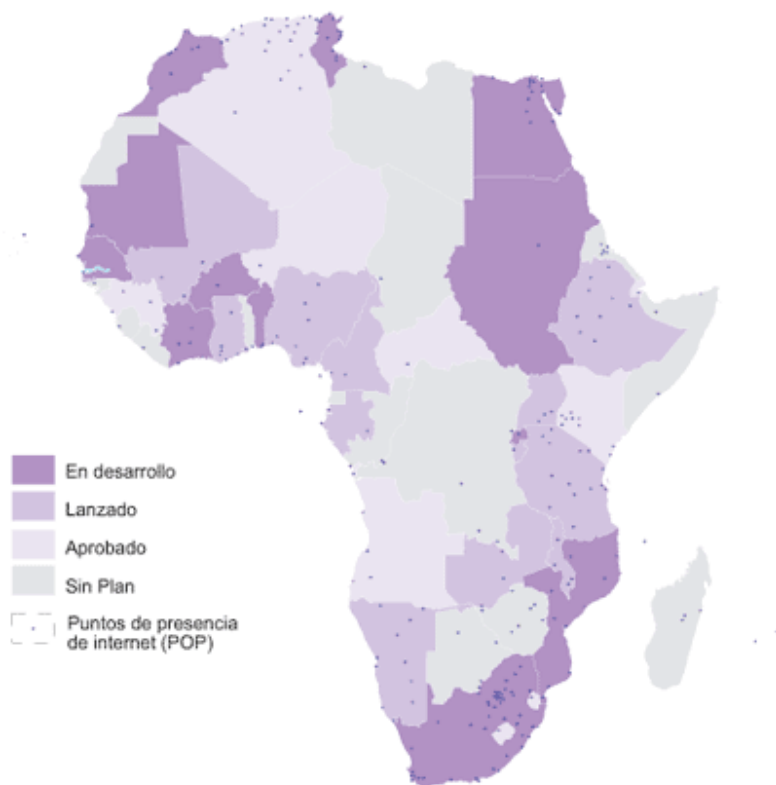 En desarrollo
Lanzado
Aprobado
Sin Plan
Puntos de presencia
de internet (POP)